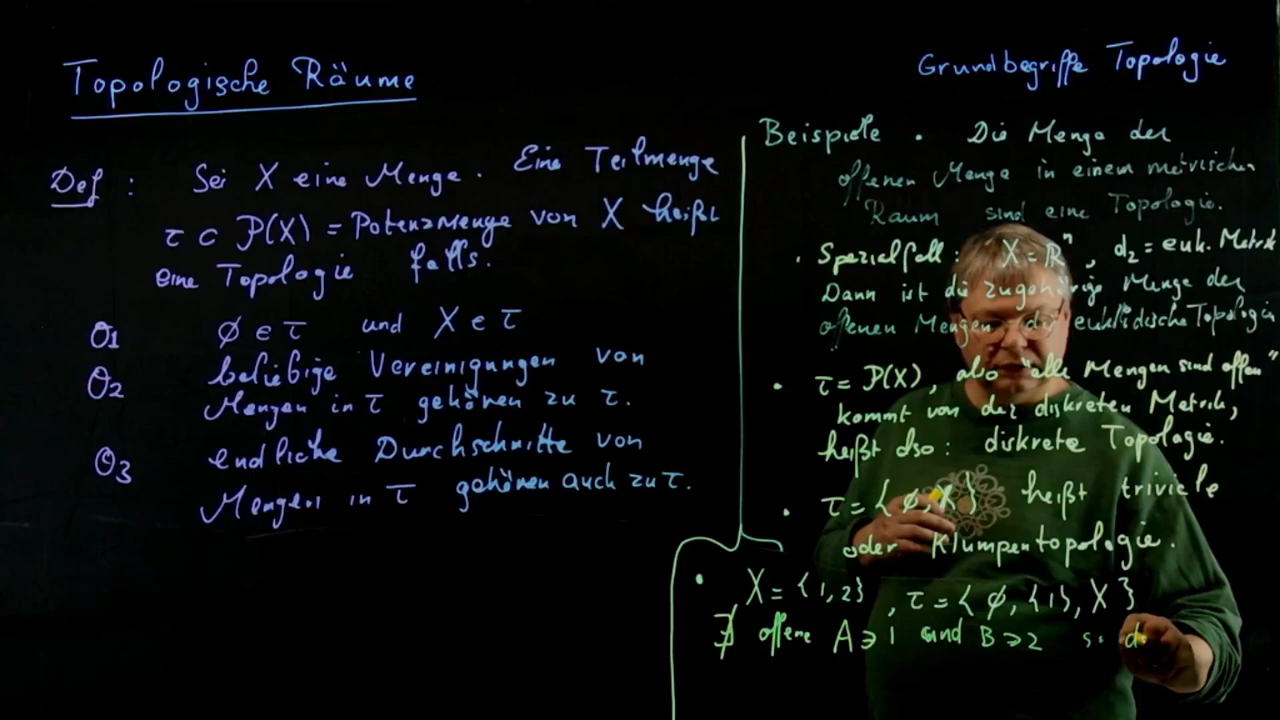 Topologische Räume
Def : Sei X eine Menge. Eine Teilmenge
τ ⊂ P(X) = Potenzmenge von X heißt
eine Topologie falls.
O1 ∅ ∈ τ und X ∈ τ
O2 beliebige Vereinigungen von
Mengen in τ gehören zu τ.
O3 endliche Durchschnitte von
Mengen in τ gehören auch zu τ.
Grundbegriffe Topologie
Beispiele • Die Menge der
offenen Menge in einem metrischen
Raum sind eine Topologie.
• Spezialfall: X = ℝⁿ, d₂ = euk. Metrik
Dann ist die zugehörige Menge der
offenen Mengen die euklidische Topologie
• τ = P(X), also "alle Mengen sind offen"
kommt von der diskreten Metrik,
heißt also: diskrete Topologie.
• τ = {∅, X} heißt triviale
oder Klumpentopologie.
• X = {1,2}, τ = {∅, {1}, X}
∄ offene A ∋ 1 und B ∋ 2 s. d.